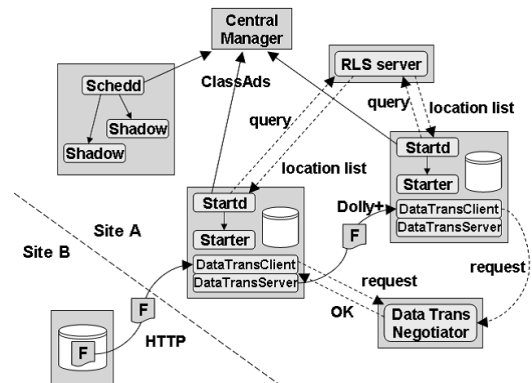 Central
Manager
RLS server
Schedd
ClassAds
Shadow
Shadow
query
query
location list
location list
Startd
Starter
Startd
Starter
Dolly+
DataTransClient
DataTransServer
F
Site A
Site B
DataTransClient
DataTransServer
request
request
OK
Data Trans
Negotiator
F
HTTP
F